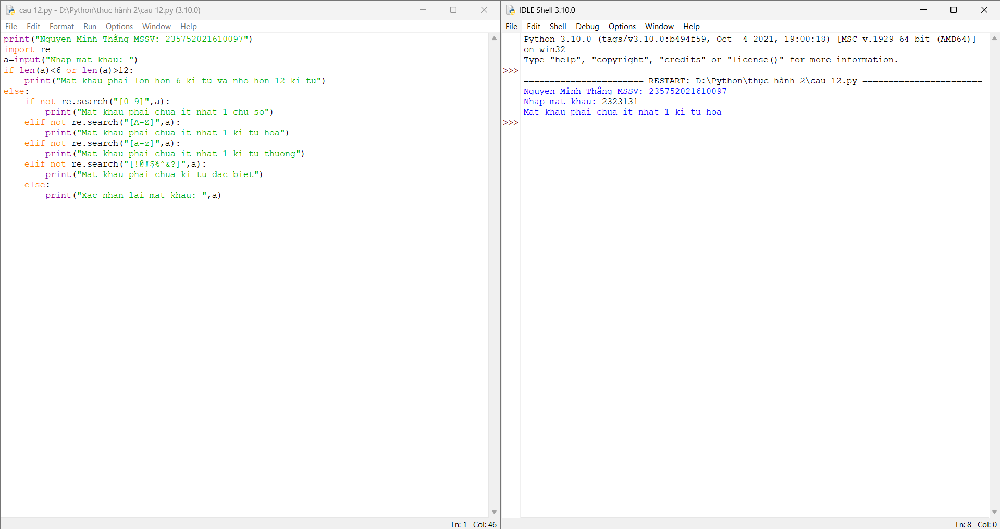 cau 12.py - D:\Python\thực hành 2\cau 12.py (3.10.0)
File Edit Format Run Options Window Help
print("Nguyen Minh Thắng MSSV: 235752021610097")
import re
a=input("Nhap mat khau: ")
if len(a)<6 or len(a)>12:
    print("Mat khau phai lon hon 6 ki tu va nho hon 12 ki tu")
else:
    if not re.search("[0-9]",a):
        print("Mat khau phai chua it nhat 1 chu so")
    elif not re.search("[A-Z]",a):
        print("Mat khau phai chua it nhat 1 ki tu hoa")
    elif not re.search("[a-z]",a):
        print("Mat khau phai chua it nhat 1 ki tu thuong")
    elif not re.search("[!@#$%^&?]",a):
        print("Mat khau phai chua ki tu dac biet")
    else:
        print("Xac nhan lai mat khau: ",a)
Ln: 1 Col: 46
IDLE Shell 3.10.0
File Edit Shell Debug Options Window Help
Python 3.10.0 (tags/v3.10.0:b494f59, Oct  4 2021, 19:00:18) [MSC v.1929 64 bit (AMD64)]
on win32
Type "help", "copyright", "credits" or "license()" for more information.
>>>
======================= RESTART: D:\Python\thực hành 2\cau 12.py =======================
Nguyen Minh Thắng MSSV: 235752021610097
Nhap mat khau: 2323131
Mat khau phai chua it nhat 1 ki tu hoa
>>>
Ln: 8 Col: 0